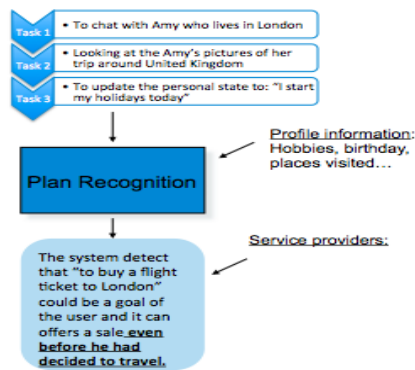 Task 1
• To chat with Amy who lives in London
Task 2
• Looking at the Amy's pictures of her
trip around United Kingdom
Task 3
• To update the personal state to: "I start
my holidays today"
Profile information:
Hobbies, birthday,
places visited...
Plan Recognition
Service providers:
The system detect
that "to buy a flight
ticket to London"
could be a goal of
the user and it can
offers a sale even
before he had
decided to travel.